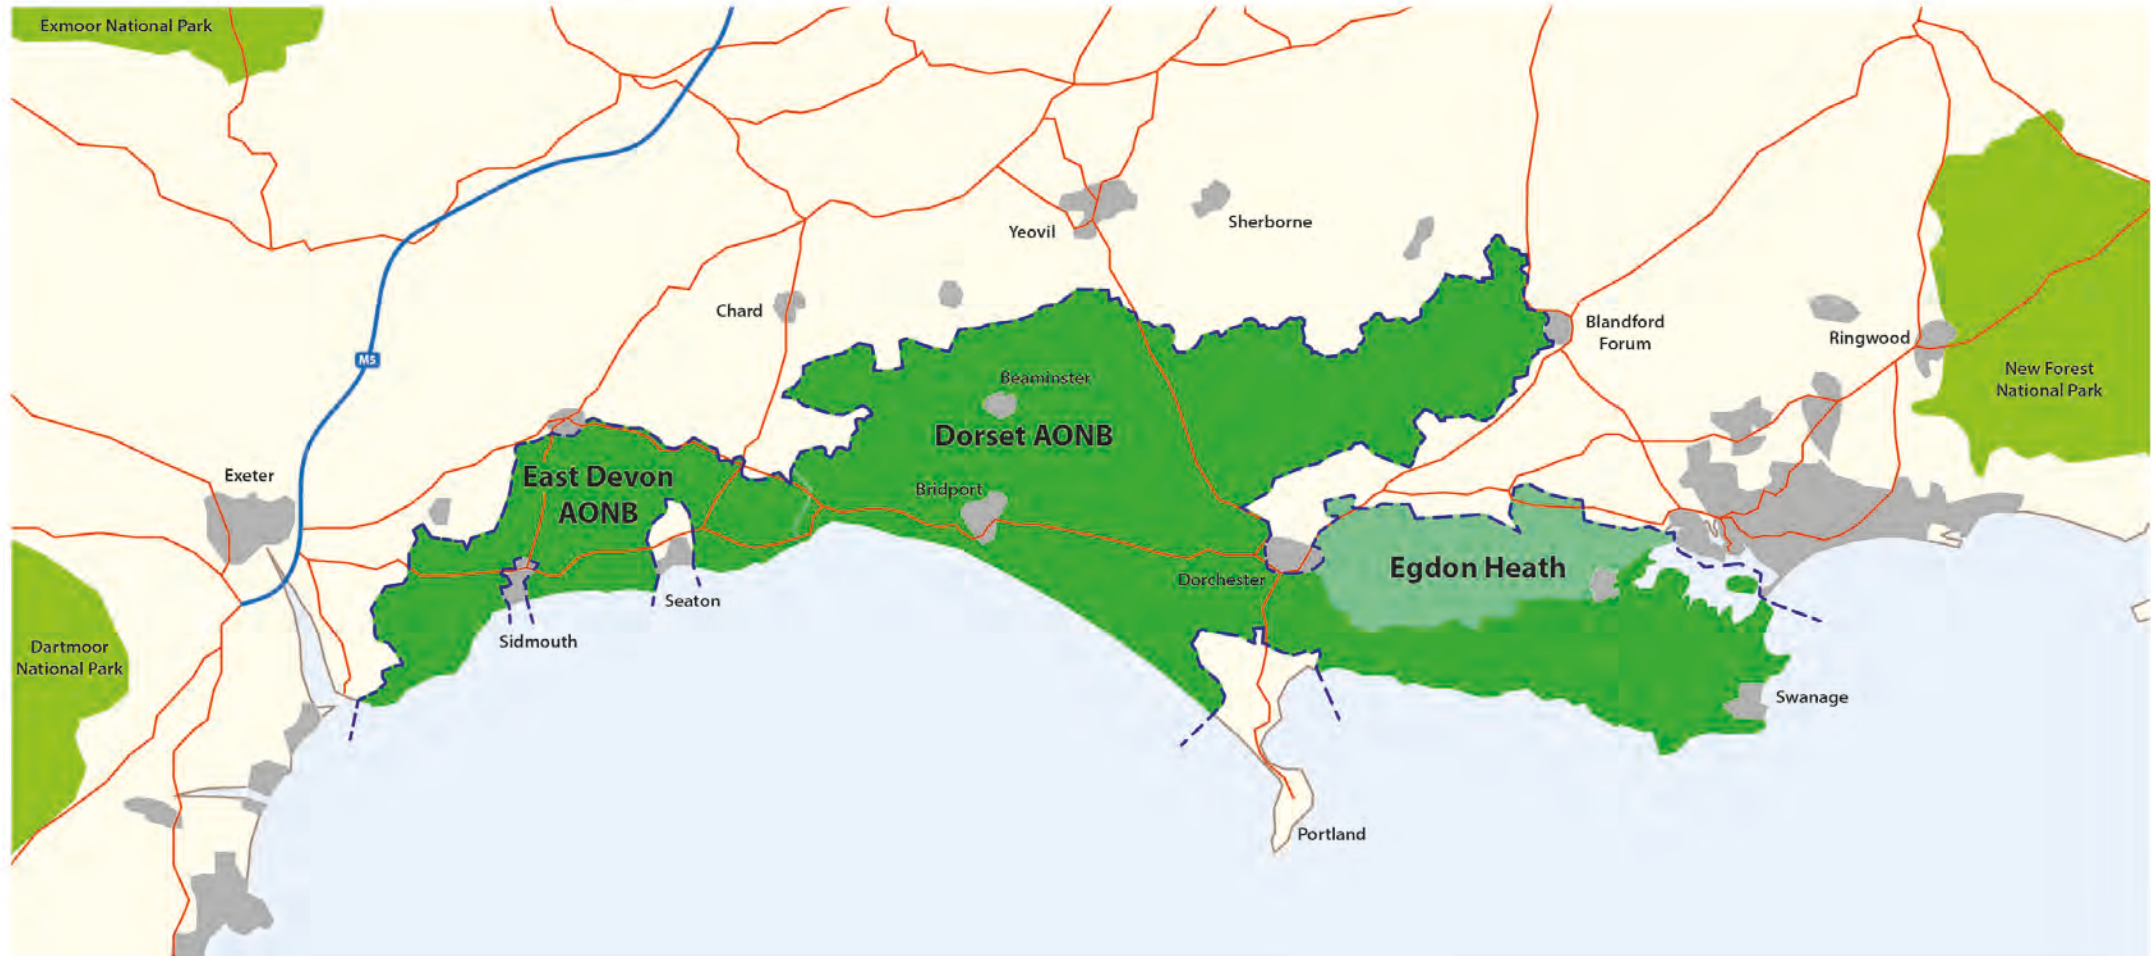 Exmoor National Park
Yeovil
Sherborne
Chard
M5
Blandford
Forum
Ringwood
New Forest
National Park
Beaminster
Dorset AONB
Exeter
East Devon
AONB
Bridport
Egdon Heath
Dorchester
Seaton
Sidmouth
Dartmoor
National Park
Swanage
Portland